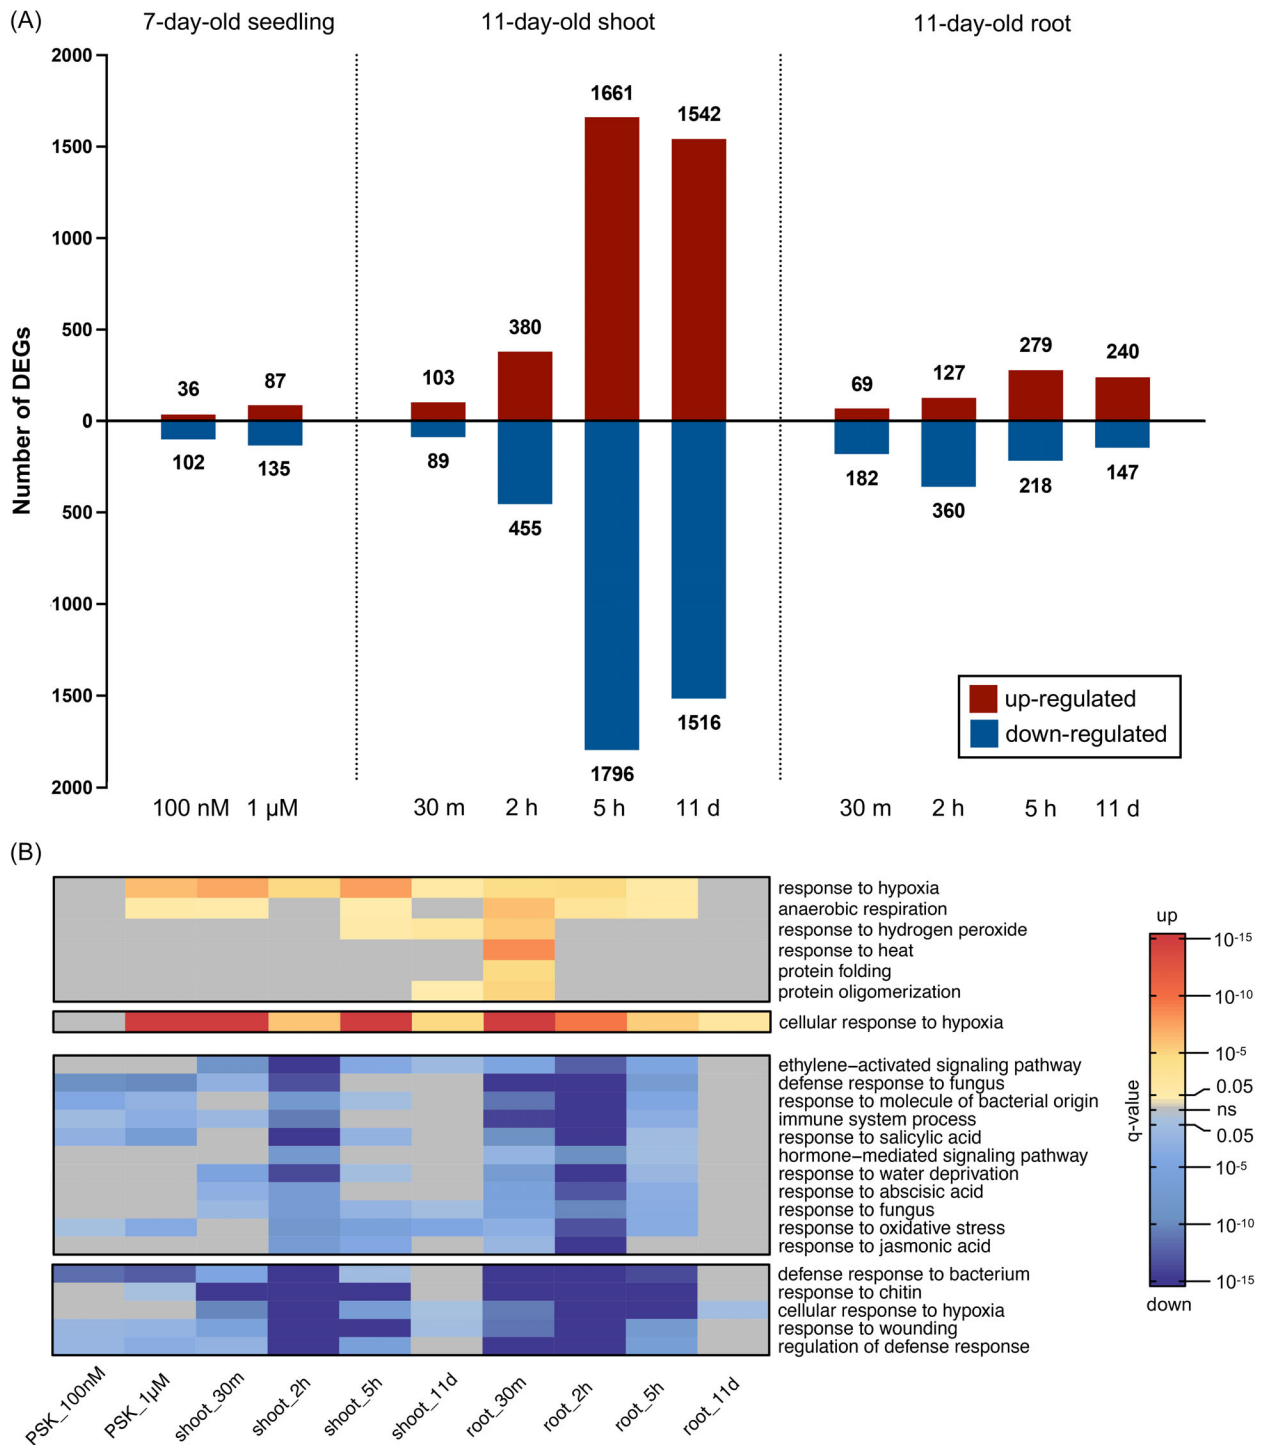 (A)
7-day-old seedling 11-day-old shoot 11-day-old root
Number of DEGs
2000
1500
1000
500
0
500
1000
1500
2000
36 87 103 380 1661 1542 69 127 279 240
102 135 89 455 1796 1516 182 360 218 147
up-regulated
down-regulated
100 nM 1 µM 30 m 2 h 5 h 11 d 30 m 2 h 5 h 11 d
(B)
response to hypoxia
anaerobic respiration
response to hydrogen peroxide
response to heat
protein folding
protein oligomerization
cellular response to hypoxia
ethylene−activated signaling pathway
defense response to fungus
response to molecule of bacterial origin
immune system process
response to salicylic acid
hormone−mediated signaling pathway
response to water deprivation
response to abscisic acid
response to fungus
response to oxidative stress
response to jasmonic acid
defense response to bacterium
response to chitin
cellular response to hypoxia
response to wounding
regulation of defense response
PSK_100nM PSK_1µM shoot_30m shoot_2h shoot_5h shoot_11d root_30m root_2h root_5h root_11d
up
q-value
10-15
10-10
10-5
0.05
ns
0.05
10-5
10-10
10-15
down